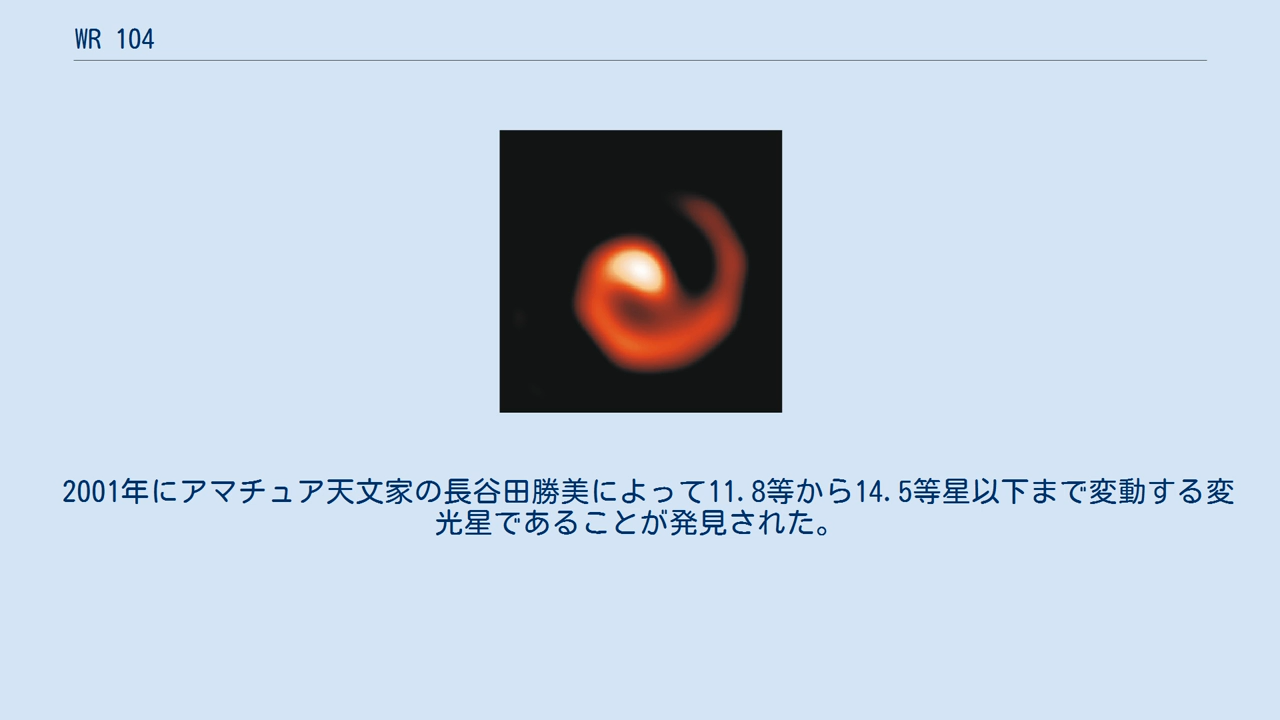 WR 104
2001年にアマチュア天文家の長谷田勝美によって11.8等から14.5等星以下まで変動する変
光星であることが発見された。